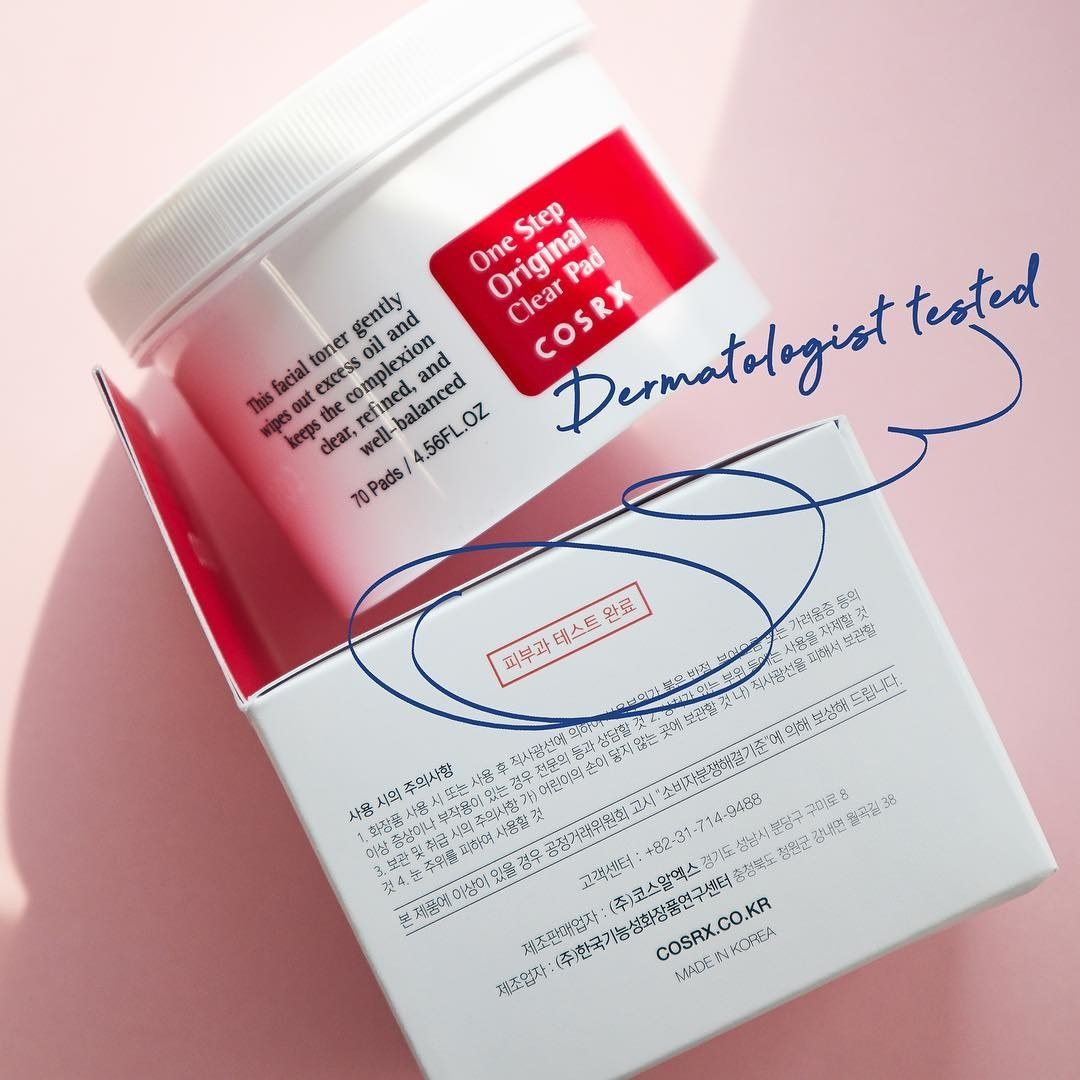 One Step
Original
Clear Pad
COSRX
This facial toner gently
wipes out excess oil and
keeps the complexion
clear, refined, and
well-balanced
70 Pads / 4.56FL.OZ
Dermatologist tested
피부과 테스트 완료
사용 시의 주의사항
1. 화장품 사용 시 또는 사용 후 직사광선에 의하여 사용부위가 붉은 반점, 부어오름 또는 가려움증 등의
이상 증상이나 부작용이 있는 경우 전문의 등과 상담할 것 2. 상처가 있는 부위 등에는 사용을 자제할 것
3. 보관 및 취급 시의 주의사항 가) 어린이의 손이 닿지 않는 곳에 보관할 것 나) 직사광선을 피해서 보관할
것 4. 눈 주위를 피하여 사용할 것
본 제품에 이상이 있을 경우 공정거래위원회 고시 "소비자분쟁해결기준"에 의해 보상해 드립니다.
고객센터 : +82-31-714-9488
제조판매업자 : (주)코스알엑스 경기도 성남시 분당구 구미로 8
제조업자 : (주)한국기능성화장품연구센터 충청북도 청원군 강내면 월곡길 38
COSRX.CO.KR
MADE IN KOREA